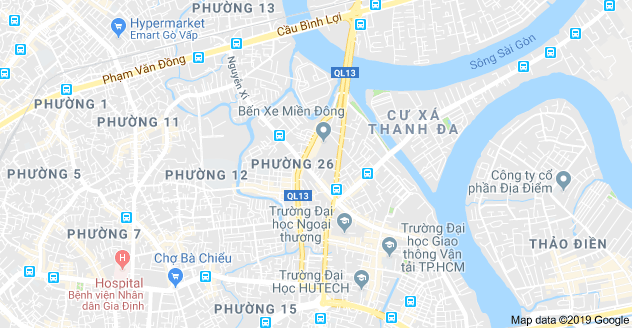 PHƯỜNG 13
Cầu Bình Lợi
Hypermarket
Emart Gò Vấp
Sông Sài Gòn
Phạm Văn Đồng
Nguyên Xí
QL13
PHƯỜNG 1
PHƯỜNG 11
Bến Xe Miền Đông
CƯ XÁ
THANH ĐA
PHƯỜNG 5
PHƯỜNG 12
PHƯỜNG 26
Công ty cổ
phần Địa Điểm
QL13
PHƯỜNG 7
Trường Đại
học Ngoại
thương
Trường Đại
học Giao
thông Vận
tải TP.HCM
THẢO ĐIỀN
Chợ Bà Chiểu
Hospital
Bệnh viện Nhân
dân Gia Định
Trường Đại
Học HUTECH
PHƯỜNG 15
Map data ©2019 Google